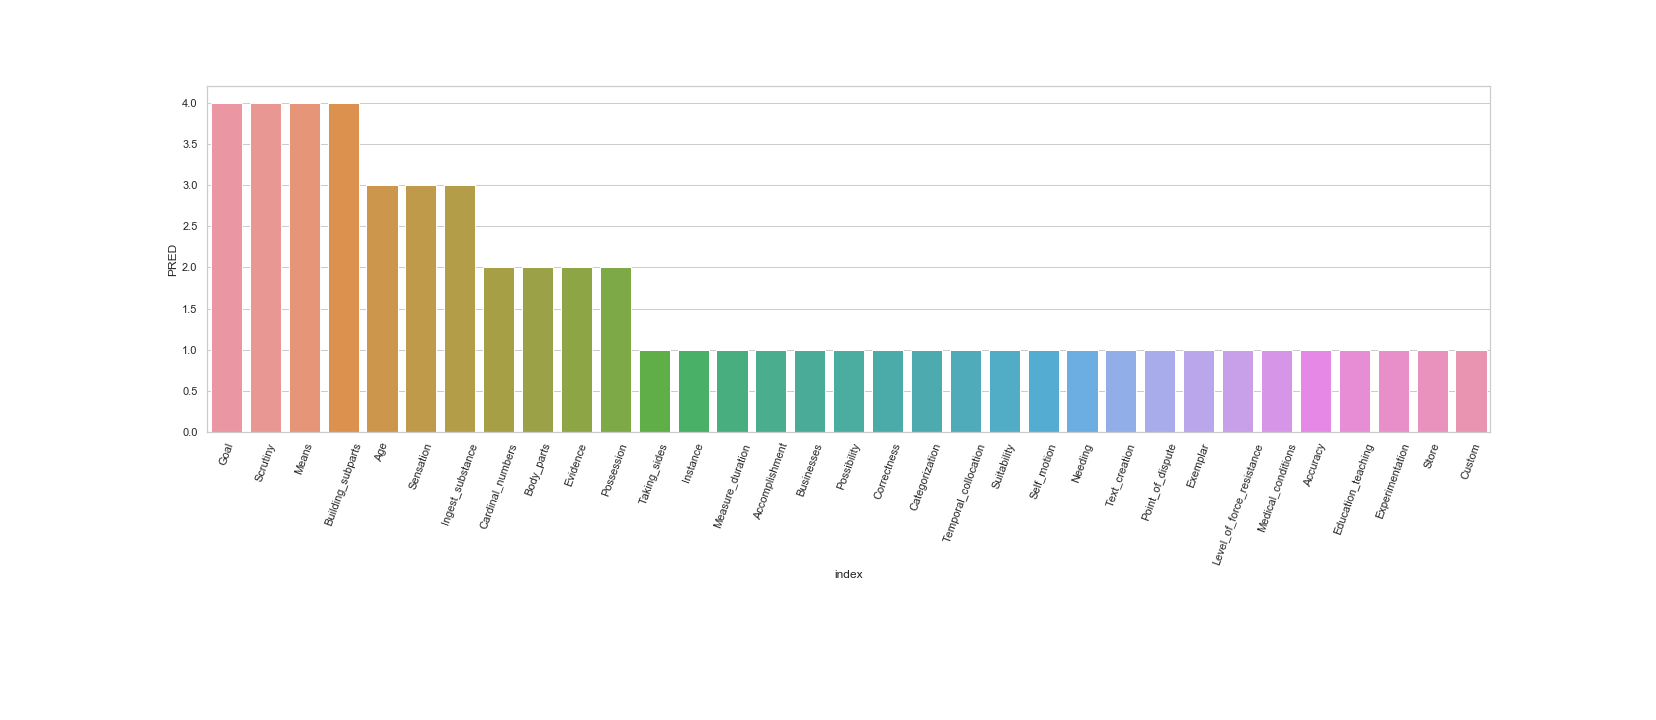 4.0
3.5
3.0
2.5
2.0
1.5
1.0
0.5
0.0
PRED
Goal
Scrutiny
Means
Building_subparts
Age
Sensation
Ingest_substance
Cardinal_numbers
Body_parts
Evidence
Possession
Taking_sides
Instance
Measure_duration
Accomplishment
Businesses
Possibility
Correctness
Categorization
Temporal_collocation
Suitability
Self_motion
Needing
Text_creation
Point_of_dispute
Exemplar
Level_of_force_resistance
Medical_conditions
Accuracy
Education_teaching
Experimentation
Store
Custom
index